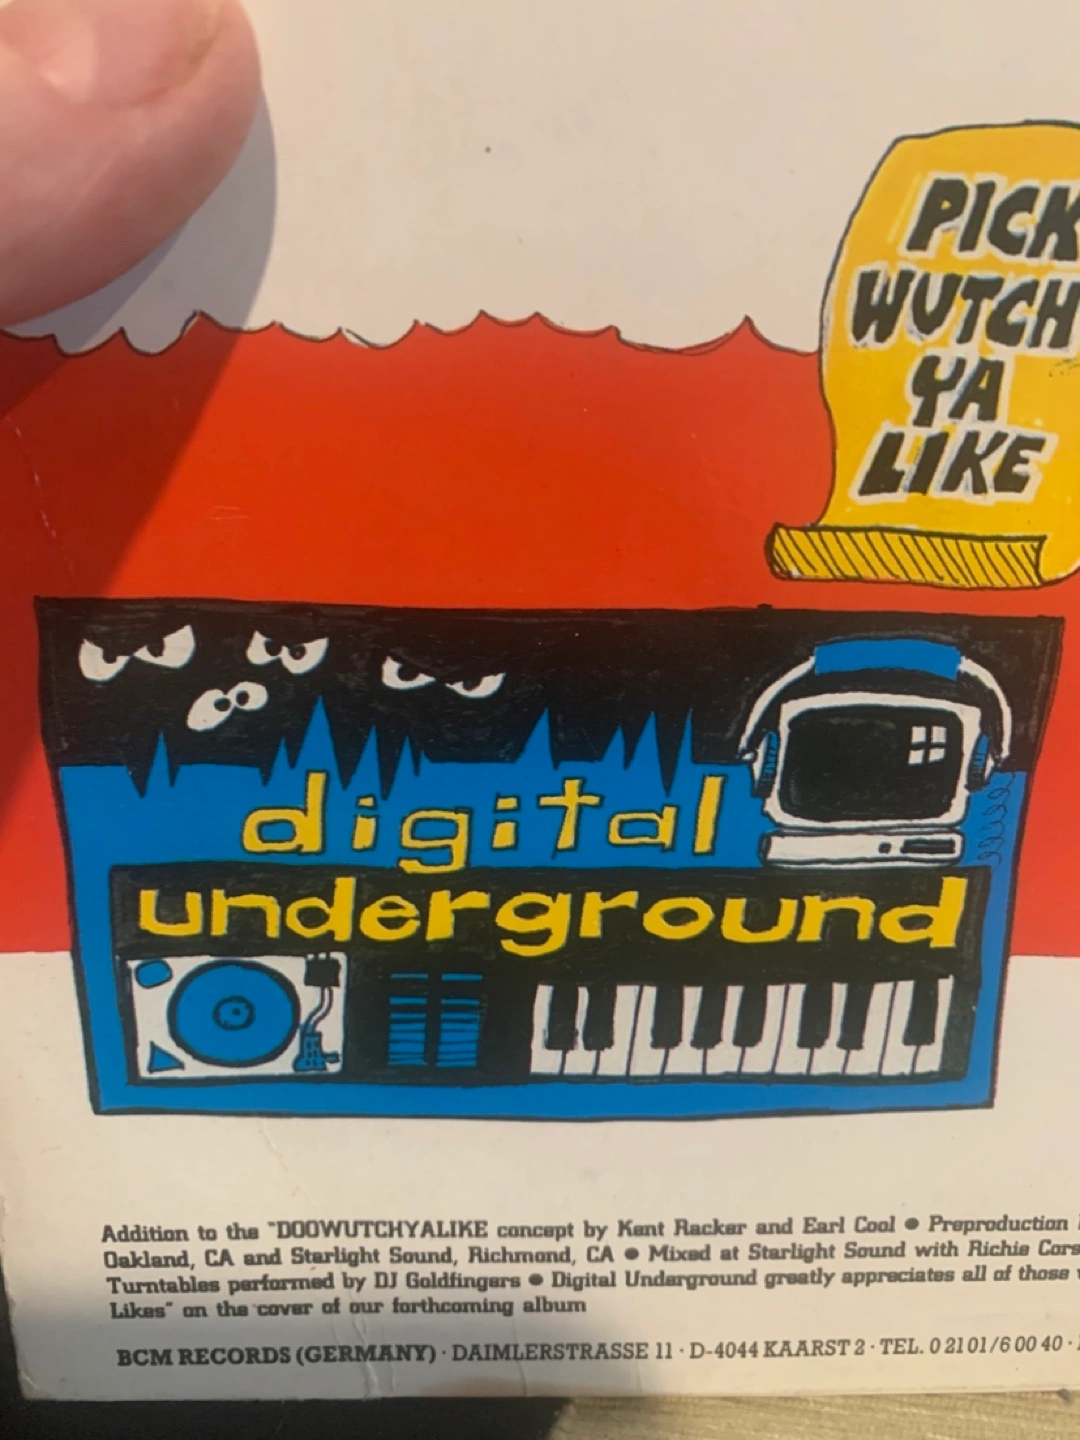 PICK
WUTCH
YA
LIKE
digital
underground
Addition to the "DOOWUTCHYALIKE concept by Kent Racker and Earl Cool ● Preproduction
Oakland, CA and Starlight Sound, Richmond, CA ● Mixed at Starlight Sound with Richie Cors
Turntables performed by DJ Goldfingers ● Digital Underground greatly appreciates all of those
Likes" on the cover of our forthcoming album
BCM RECORDS (GERMANY) · DAIMLERSTRASSE 11 · D-4044 KAARST 2 · TEL. 0 21 01/6 00 40 ·